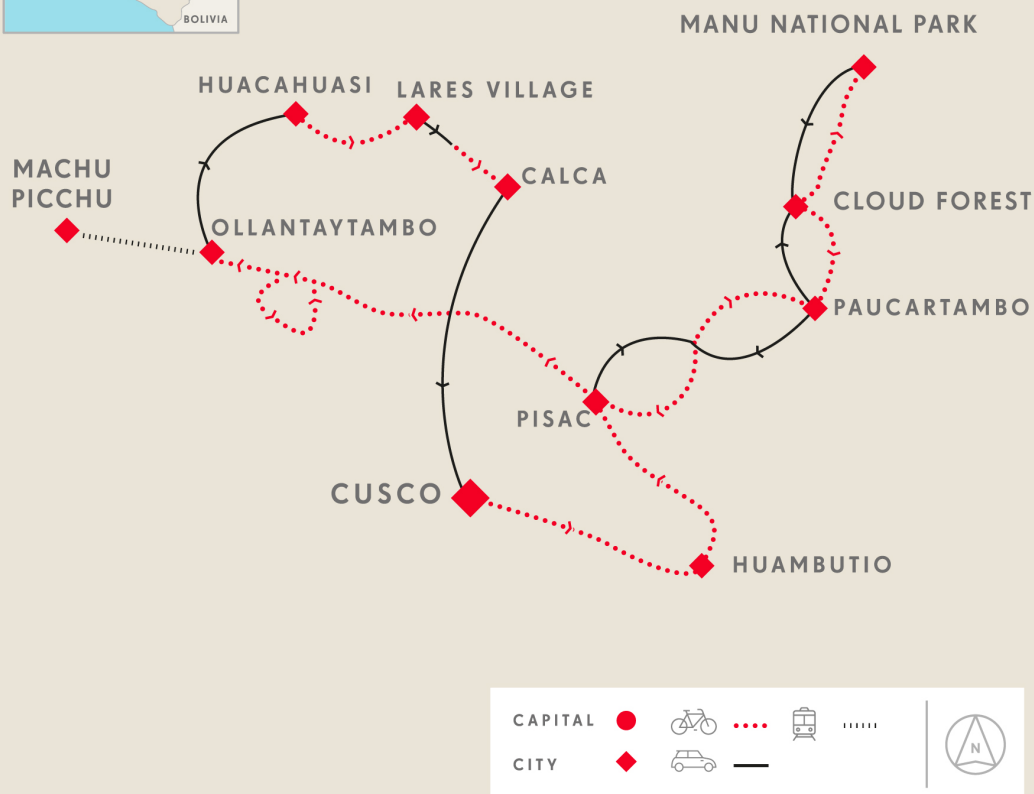 BOLIVIA
MANU NATIONAL PARK
HUACAHUASI
LARES VILLAGE
MACHU
PICCHU
CALCA
CLOUD FOREST
OLLANTAYTAMBO
PAUCARTAMBO
PISAC
CUSCO
HUAMBUTIO
CAPITAL
CITY
N